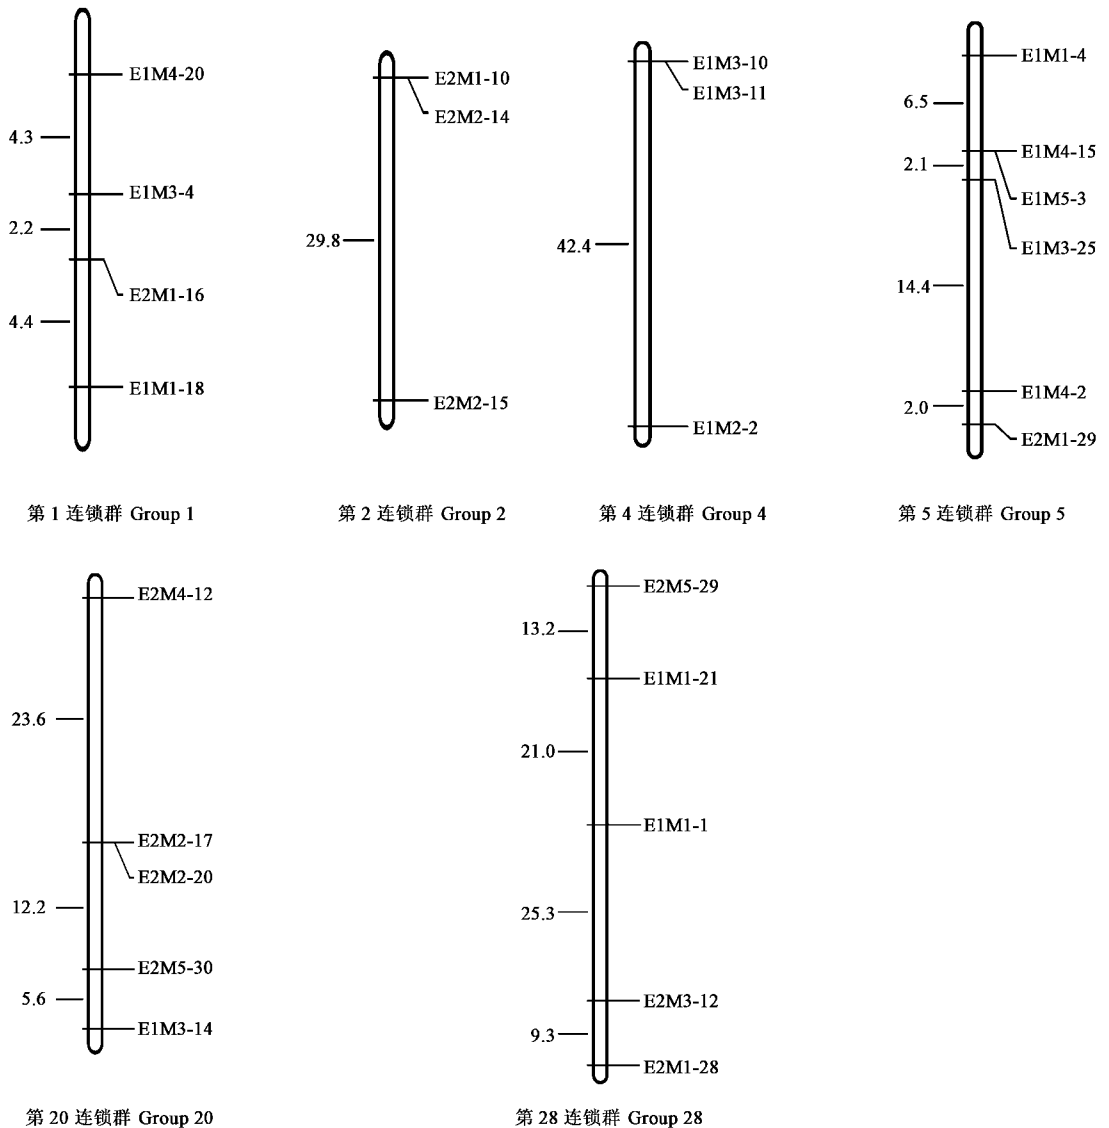 E1M4-20
4.3
E1M3-4
2.2
E2M1-16
4.4
E1M1-18
第 1 连锁群 Group 1
E2M1-10
E2M2-14
29.8
E2M2-15
第 2 连锁群 Group 2
E1M3-10
E1M3-11
42.4
E1M2-2
第 4 连锁群 Group 4
E1M1-4
6.5
E1M4-15
2.1
E1M5-3
E1M3-25
14.4
E1M4-2
2.0
E2M1-29
第 5 连锁群 Group 5
E2M4-12
23.6
E2M2-17
E2M2-20
12.2
E2M5-30
5.6
E1M3-14
第 20 连锁群 Group 20
E2M5-29
13.2
E1M1-21
21.0
E1M1-1
25.3
E2M3-12
9.3
E2M1-28
第 28 连锁群 Group 28